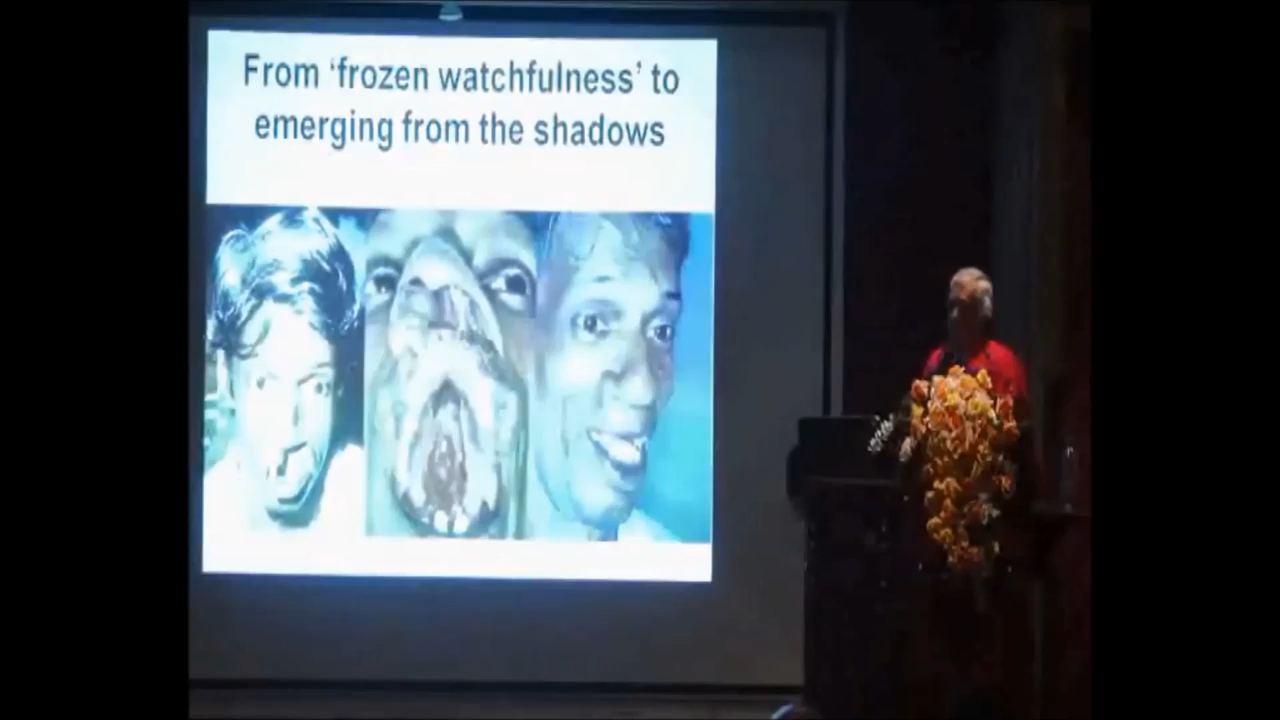 From ‘frozen watchfulness’ to
emerging from the shadows